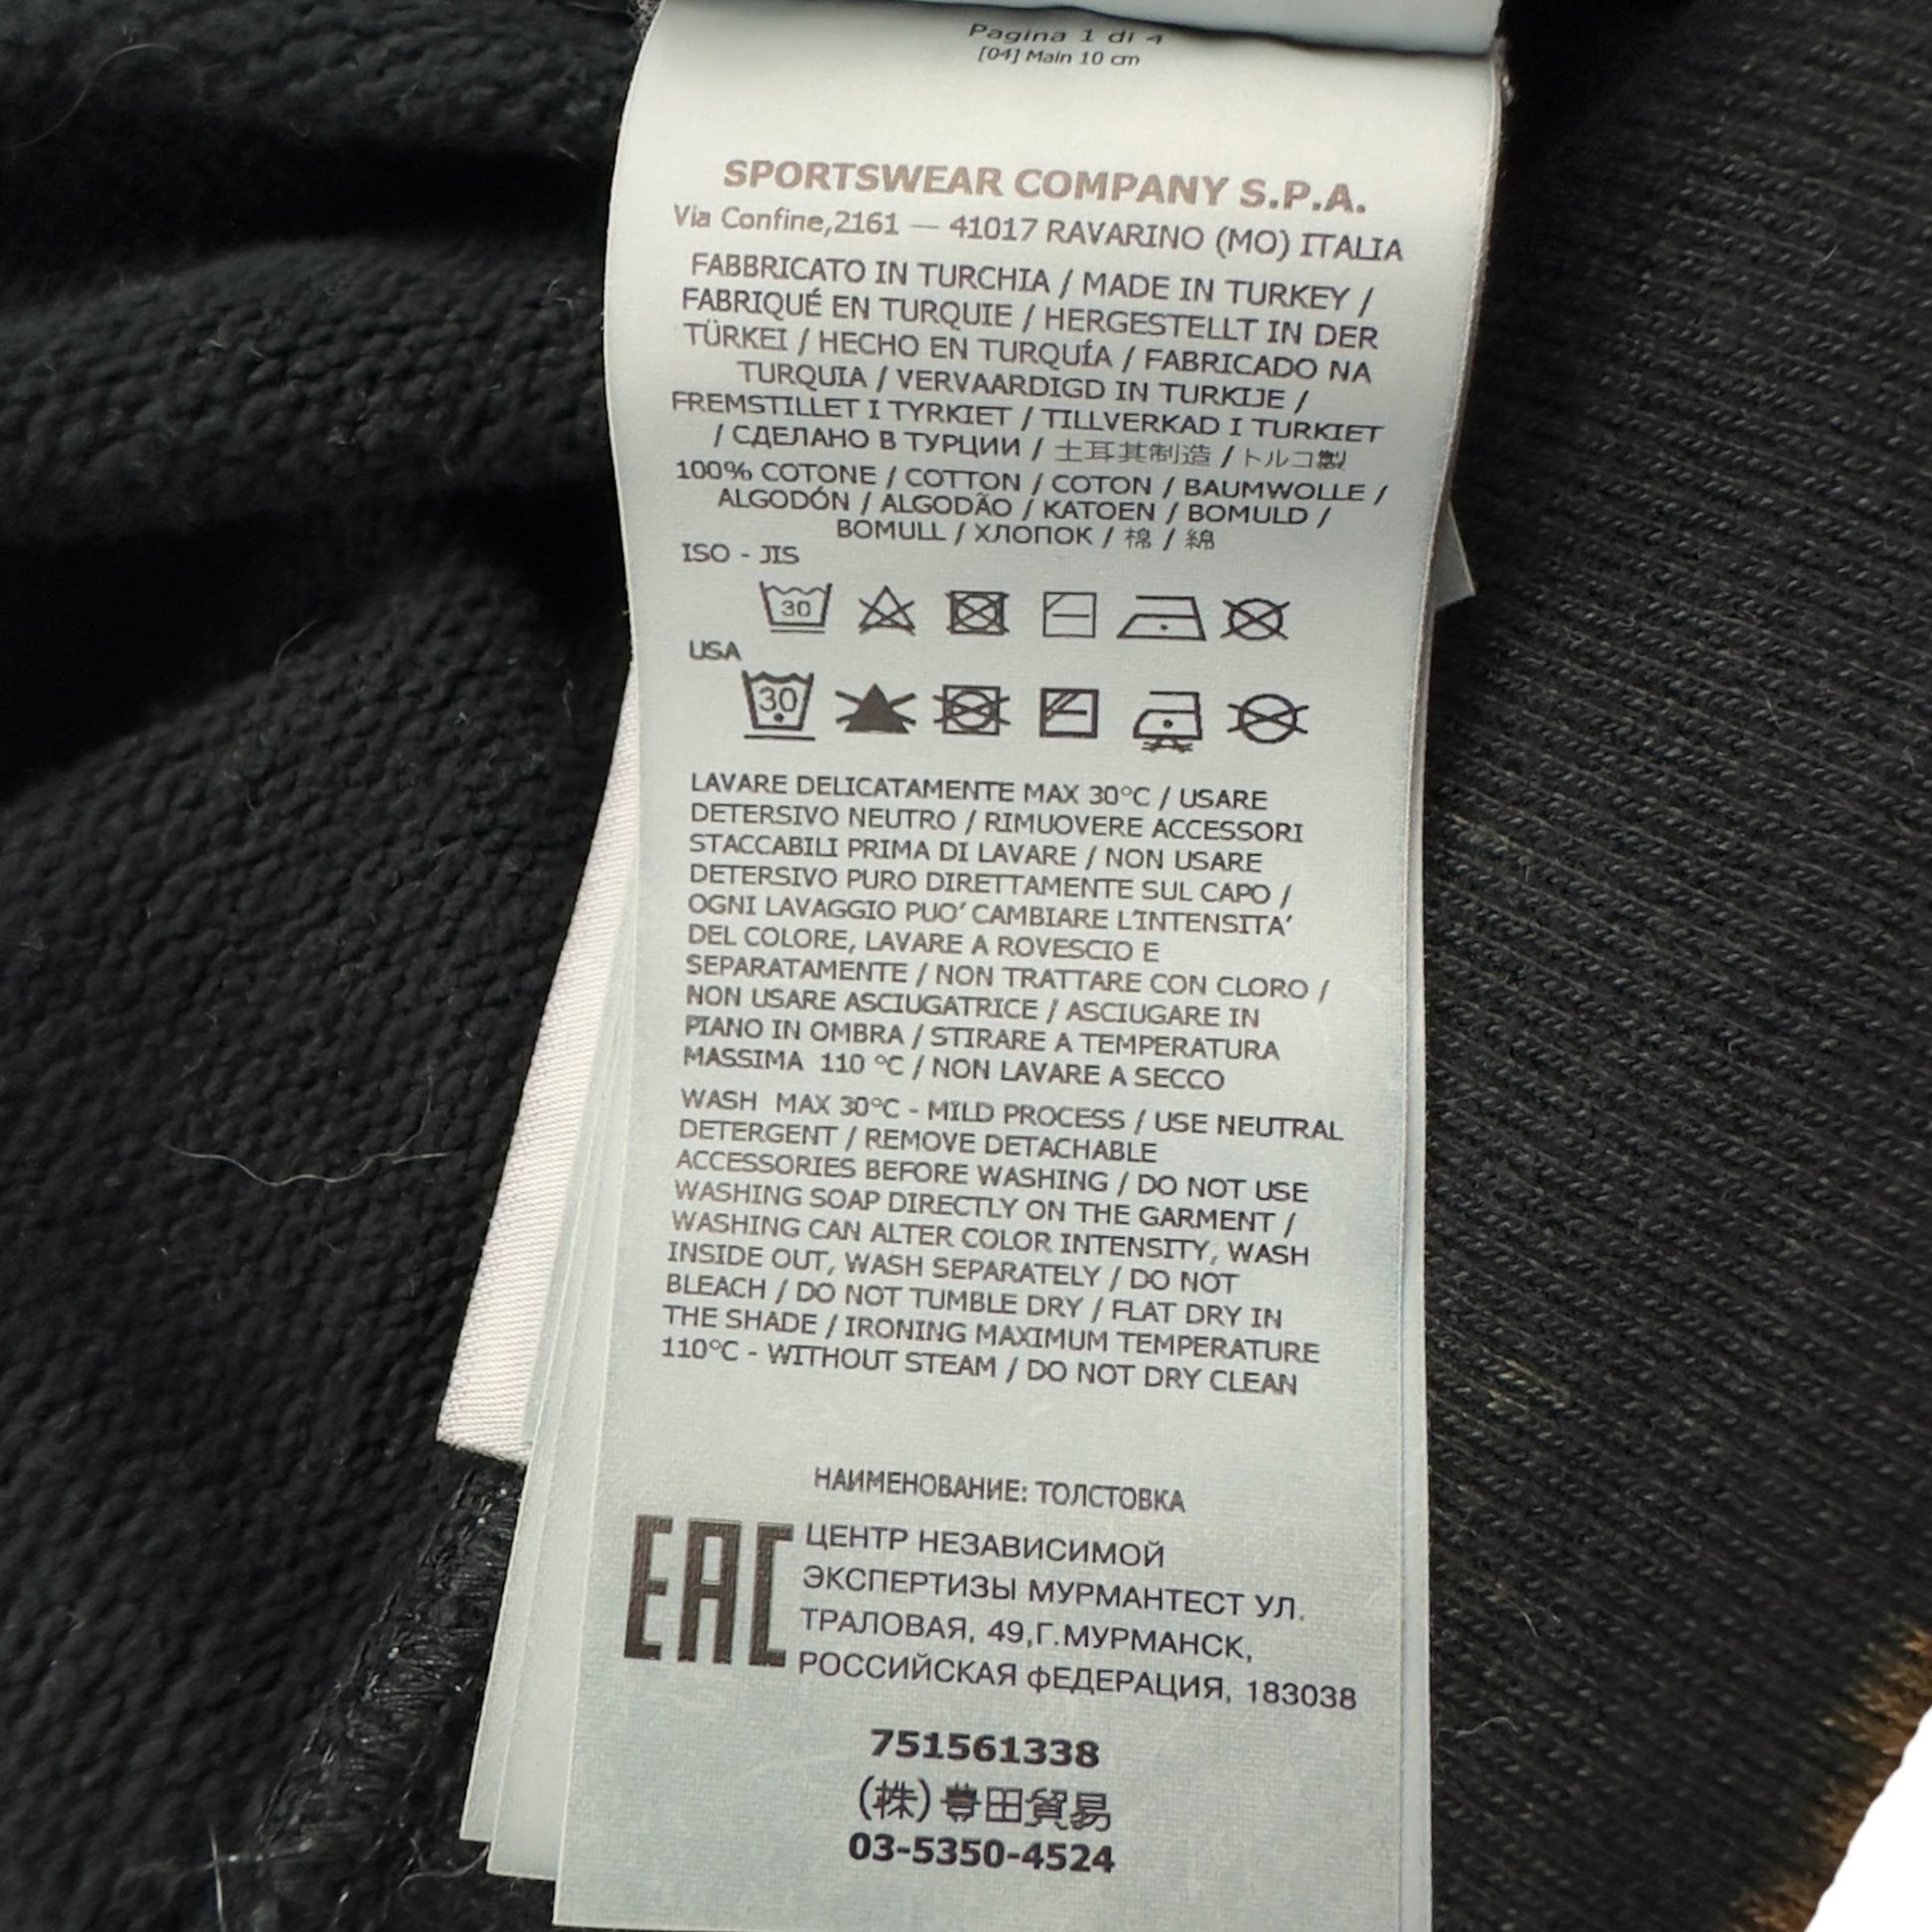 Pagina 1 di 4
[04] Main 10 cm
SPORTSWEAR COMPANY S.P.A.
Via Confine,2161 — 41017 RAVARINO (MO) ITALIA
FABBRICATO IN TURCHIA / MADE IN TURKEY /
FABRIQUÉ EN TURQUIE / HERGESTELLT IN DER
TÜRKEI / HECHO EN TURQUÍA / FABRICADO NA
TURQUIA / VERVAARDIGD IN TURKIJE /
FREMSTILLET I TYRKIET / TILLVERKAD I TURKIET
/ СДЕЛАНО В ТУРЦИИ / 土耳其制造 / トルコ製
100% COTONE / COTTON / COTON / BAUMWOLLE /
ALGODÓN / ALGODÃO / KATOEN / BOMULD /
BOMULL / ХЛОПОК / 棉 / 綿
ISO - JIS
30
USA
30
LAVARE DELICATAMENTE MAX 30°C / USARE
DETERSIVO NEUTRO / RIMUOVERE ACCESSORI
STACCABILI PRIMA DI LAVARE / NON USARE
DETERSIVO PURO DIRETTAMENTE SUL CAPO /
OGNI LAVAGGIO PUO' CAMBIARE L'INTENSITA'
DEL COLORE, LAVARE A ROVESCIO E
SEPARATAMENTE / NON TRATTARE CON CLORO /
NON USARE ASCIUGATRICE / ASCIUGARE IN
PIANO IN OMBRA / STIRARE A TEMPERATURA
MASSIMA 110 °C / NON LAVARE A SECCO
WASH MAX 30°C - MILD PROCESS / USE NEUTRAL
DETERGENT / REMOVE DETACHABLE
ACCESSORIES BEFORE WASHING / DO NOT USE
WASHING SOAP DIRECTLY ON THE GARMENT /
WASHING CAN ALTER COLOR INTENSITY, WASH
INSIDE OUT, WASH SEPARATELY / DO NOT
BLEACH / DO NOT TUMBLE DRY / FLAT DRY IN
THE SHADE / IRONING MAXIMUM TEMPERATURE
110°C - WITHOUT STEAM / DO NOT DRY CLEAN
НАИМЕНОВАНИЕ: ТОЛСТОВКА
EAC
ЦЕНТР НЕЗАВИСИМОЙ
ЭКСПЕРТИЗЫ МУРМАНТЕСТ УЛ.
ТРАЛОВАЯ, 49,Г.МУРМАНСК,
РОССИЙСКАЯ фЕДЕРАЦИЯ, 183038
751561338
(株)豊田貿易
03-5350-4524